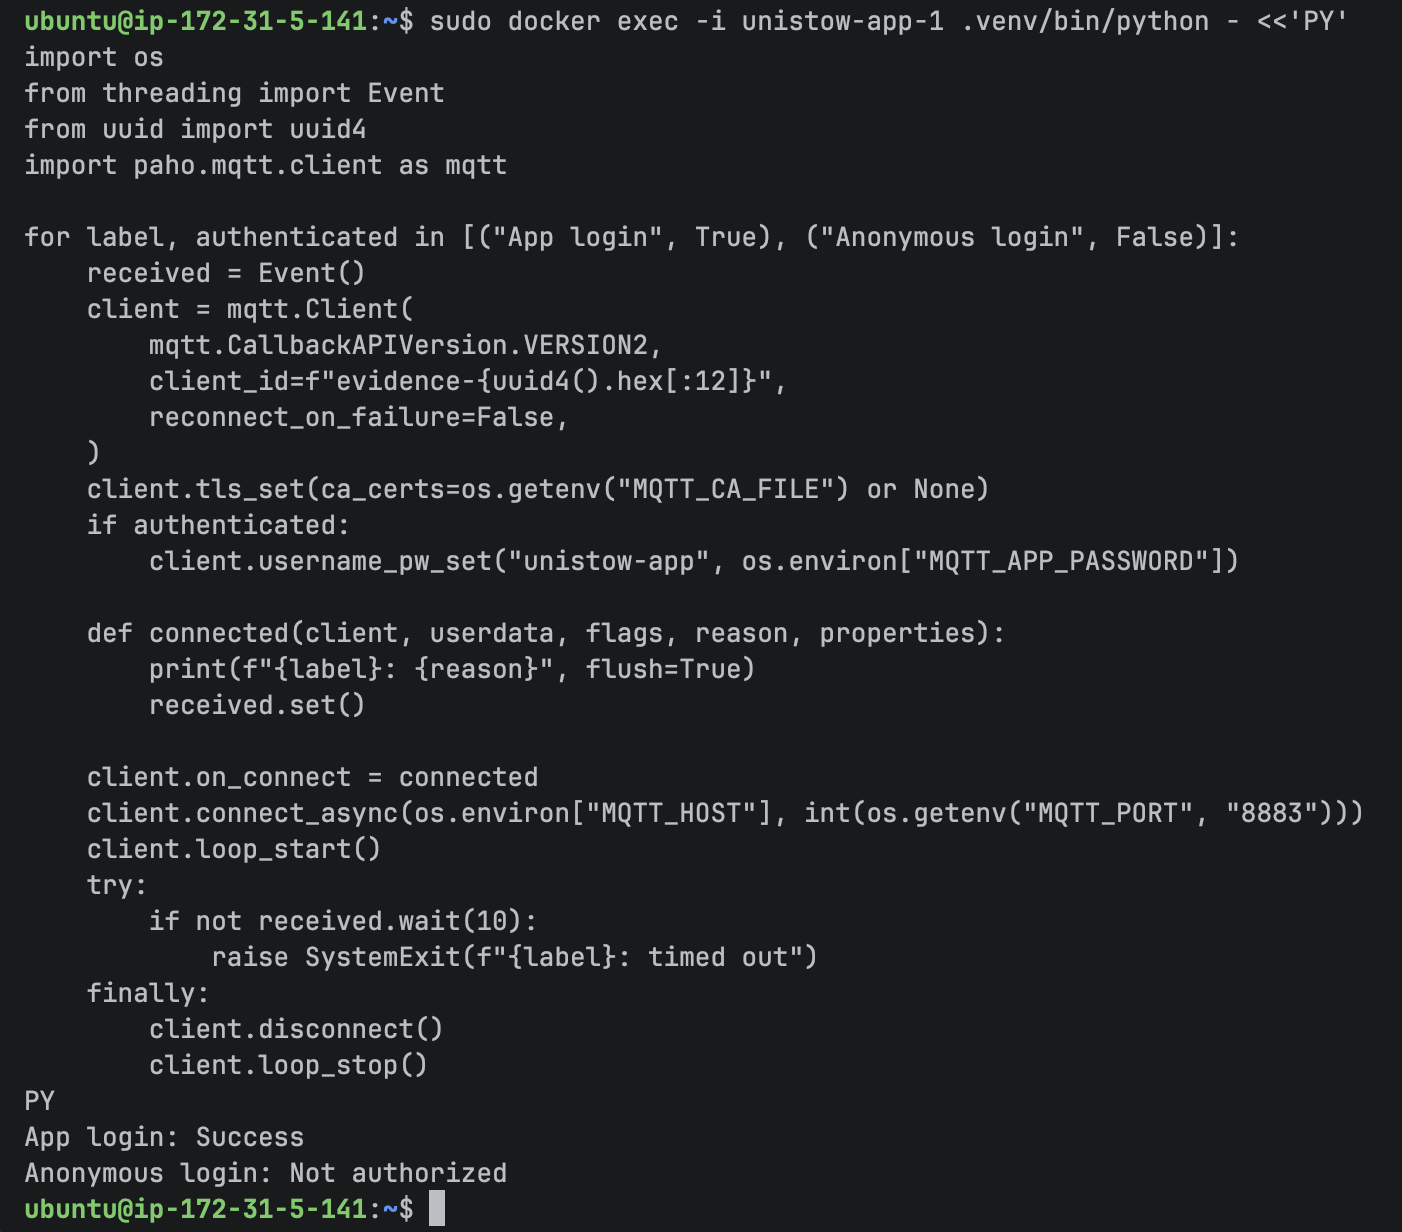 ubuntu@ip-172-31-5-141:~$ sudo docker exec -i unistow-app-1 .venv/bin/python - <<'PY'
import os
from threading import Event
from uuid import uuid4
import paho.mqtt.client as mqtt

for label, authenticated in [("App login", True), ("Anonymous login", False)]:
    received = Event()
    client = mqtt.Client(
        mqtt.CallbackAPIVersion.VERSION2,
        client_id=f"evidence-{uuid4().hex[:12]}",
        reconnect_on_failure=False,
    )
    client.tls_set(ca_certs=os.getenv("MQTT_CA_FILE") or None)
    if authenticated:
        client.username_pw_set("unistow-app", os.environ["MQTT_APP_PASSWORD"])

    def connected(client, userdata, flags, reason, properties):
        print(f"{label}: {reason}", flush=True)
        received.set()

    client.on_connect = connected
    client.connect_async(os.environ["MQTT_HOST"], int(os.getenv("MQTT_PORT", "8883")))
    client.loop_start()
    try:
        if not received.wait(10):
            raise SystemExit(f"{label}: timed out")
    finally:
        client.disconnect()
        client.loop_stop()
PY
App login: Success
Anonymous login: Not authorized
ubuntu@ip-172-31-5-141:~$